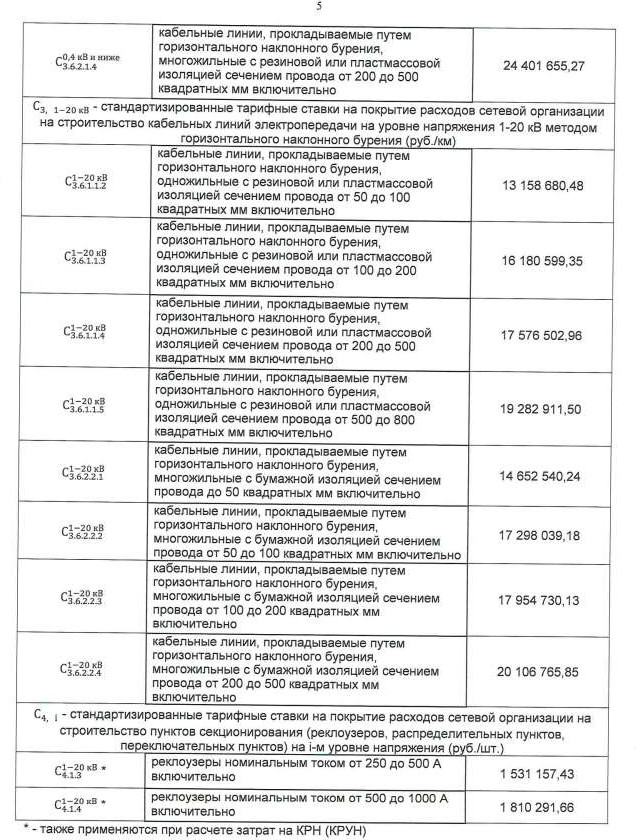 5
С 0,4 кВ и ниже 3.6.2.1.4
кабельные линии, прокладываемые путем
горизонтального наклонного бурения,
многожильные с резиновой или пластмассовой
изоляцией сечением провода от 200 до 500
квадратных мм включительно
24 401 655,27
С3, 1–20 кВ - стандартизированные тарифные ставки на покрытие расходов сетевой организации
на строительство кабельных линий электропередачи на уровне напряжения 1-20 кВ методом
горизонтального наклонного бурения (руб./км)
С 1–20 кВ 3.6.1.1.2
кабельные линии, прокладываемые путем
горизонтального наклонного бурения,
одножильные с резиновой или пластмассовой
изоляцией сечением провода от 50 до 100
квадратных мм включительно
13 158 680,48
С 1–20 кВ 3.6.1.1.3
кабельные линии, прокладываемые путем
горизонтального наклонного бурения,
одножильные с резиновой или пластмассовой
изоляцией сечением провода от 100 до 200
квадратных мм включительно
16 180 599,35
С 1–20 кВ 3.6.1.1.4
кабельные линии, прокладываемые путем
горизонтального наклонного бурения,
одножильные с резиновой или пластмассовой
изоляцией сечением провода от 200 до 500
квадратных мм включительно
17 576 502,96
С 1–20 кВ 3.6.1.1.5
кабельные линии, прокладываемые путем
горизонтального наклонного бурения,
одножильные с резиновой или пластмассовой
изоляцией сечением провода от 500 до 800
квадратных мм включительно
19 282 911,50
С 1–20 кВ 3.6.2.2.1
кабельные линии, прокладываемые путем
горизонтального наклонного бурения,
многожильные с бумажной изоляцией сечением
провода до 50 квадратных мм включительно
14 652 540,24
С 1–20 кВ 3.6.2.2.2
кабельные линии, прокладываемые путем
горизонтального наклонного бурения,
многожильные с бумажной изоляцией сечением
провода от 50 до 100 квадратных мм включительно
17 298 039,18
С 1–20 кВ 3.6.2.2.3
кабельные линии, прокладываемые путем
горизонтального наклонного бурения,
многожильные с бумажной изоляцией сечением
провода от 100 до 200 квадратных мм
включительно
17 954 730,13
С 1–20 кВ 3.6.2.2.4
кабельные линии, прокладываемые путем
горизонтального наклонного бурения,
многожильные с бумажной изоляцией сечением
провода от 200 до 500 квадратных мм
включительно
20 106 765,85
С4, i - стандартизированные тарифные ставки на покрытие расходов сетевой организации на
строительство пунктов секционирования (реклоузеров, распределительных пунктов,
переключательных пунктов) на i-м уровне напряжения (руб./шт.)
С 1–20 кВ * 4.1.3
реклоузеры номинальным током от 250 до 500 А
включительно
1 531 157,43
С 1–20 кВ * 4.1.4
реклоузеры номинальным током от 500 до 1000 А
включительно
1 810 291,66
* - также применяются при расчете затрат на КРН (КРУН)